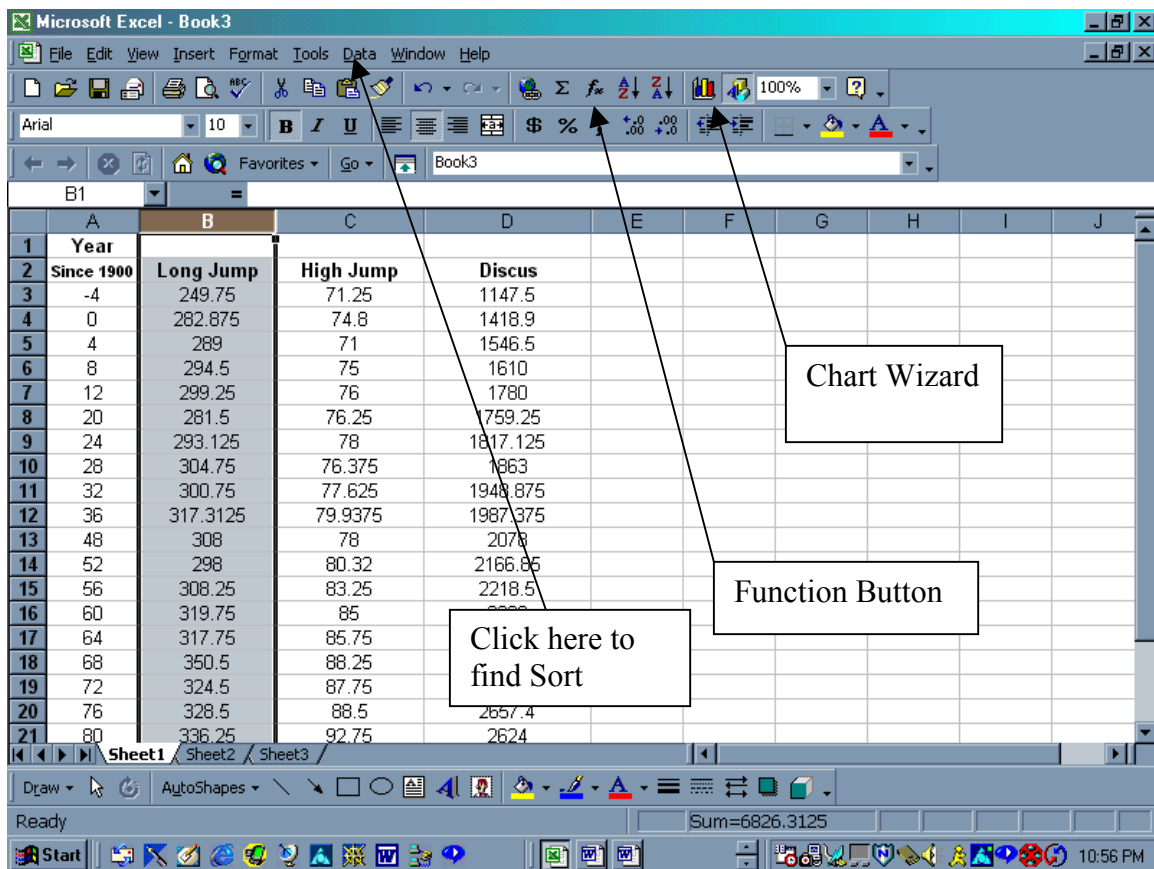 Microsoft Excel - Book3
File Edit View Insert Format Tools Data Window Help
100%
Arial 10 B I U $ %
Favorites Go Book3
B1 =
A B C D E F G H I J
1 Year
2 Since 1900 Long Jump High Jump Discus
3 -4 249.75 71.25 1147.5
4 0 282.875 74.8 1418.9
5 4 289 71 1546.5
6 8 294.5 75 1610
7 12 299.25 76 1780
8 20 281.5 76.25 1759.25
9 24 293.125 78 1817.125
10 28 304.75 76.375 1863
11 32 300.75 77.625 1948.875
12 36 317.3125 79.9375 1987.375
13 48 308 78 2078
14 52 298 80.32 2166.85
15 56 308.25 83.25 2218.5
16 60 319.75 85
17 64 317.75 85.75
18 68 350.5 88.25
19 72 324.5 87.75
20 76 328.5 88.5 2657.4
21 80 336.25 92.75 2624
Chart Wizard
Function Button
Click here to
find Sort
Sheet1 Sheet2 Sheet3
Draw AutoShapes
Ready Sum=6826.3125
Start 10:56 PM